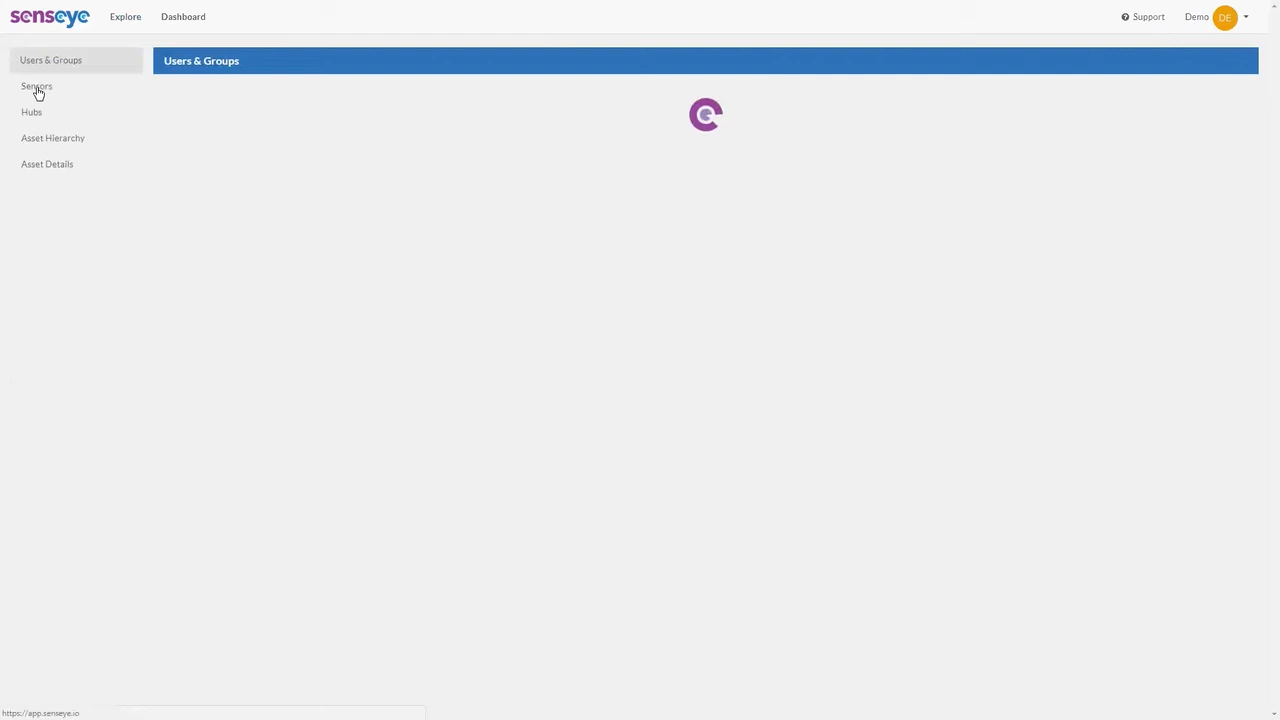 senseye
Explore
Dashboard
Support
Demo
DE
Users & Groups
Sensors
Hubs
Asset Hierarchy
Asset Details
Users & Groups
https://app.senseye.io